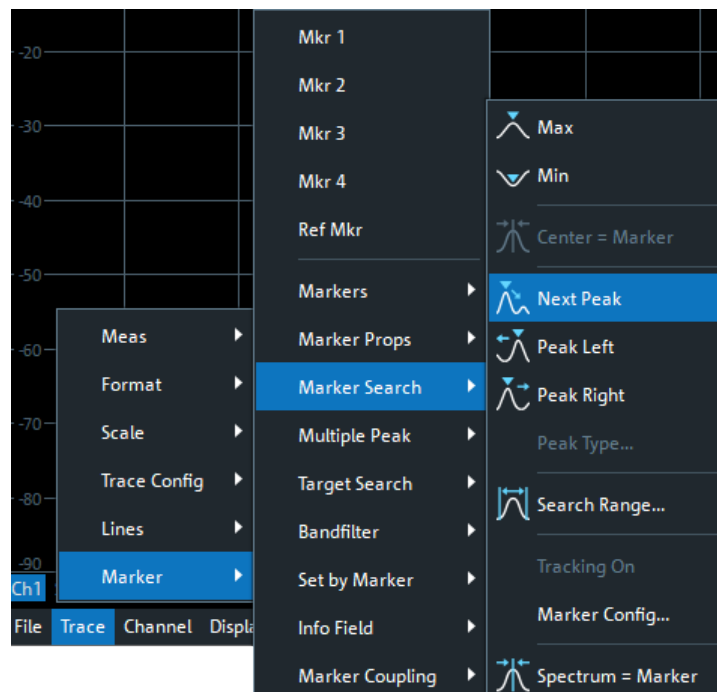 -20
-30
-40
-50
-60
-70
-80
-90
Ch1
File Trace Channel
Meas
Format
Scale
Trace Config
Lines
Marker
Mkr 1
Mkr 2
Mkr 3
Mkr 4
Ref Mkr
Markers
Marker Props
Marker Search
Multiple Peak
Target Search
Bandfilter
Set by Marker
Info Field
Marker Coupling
Max
Min
Center = Marker
Next Peak
Peak Left
Peak Right
Peak Type...
Search Range...
Tracking On
Marker Config...
Spectrum = Marker